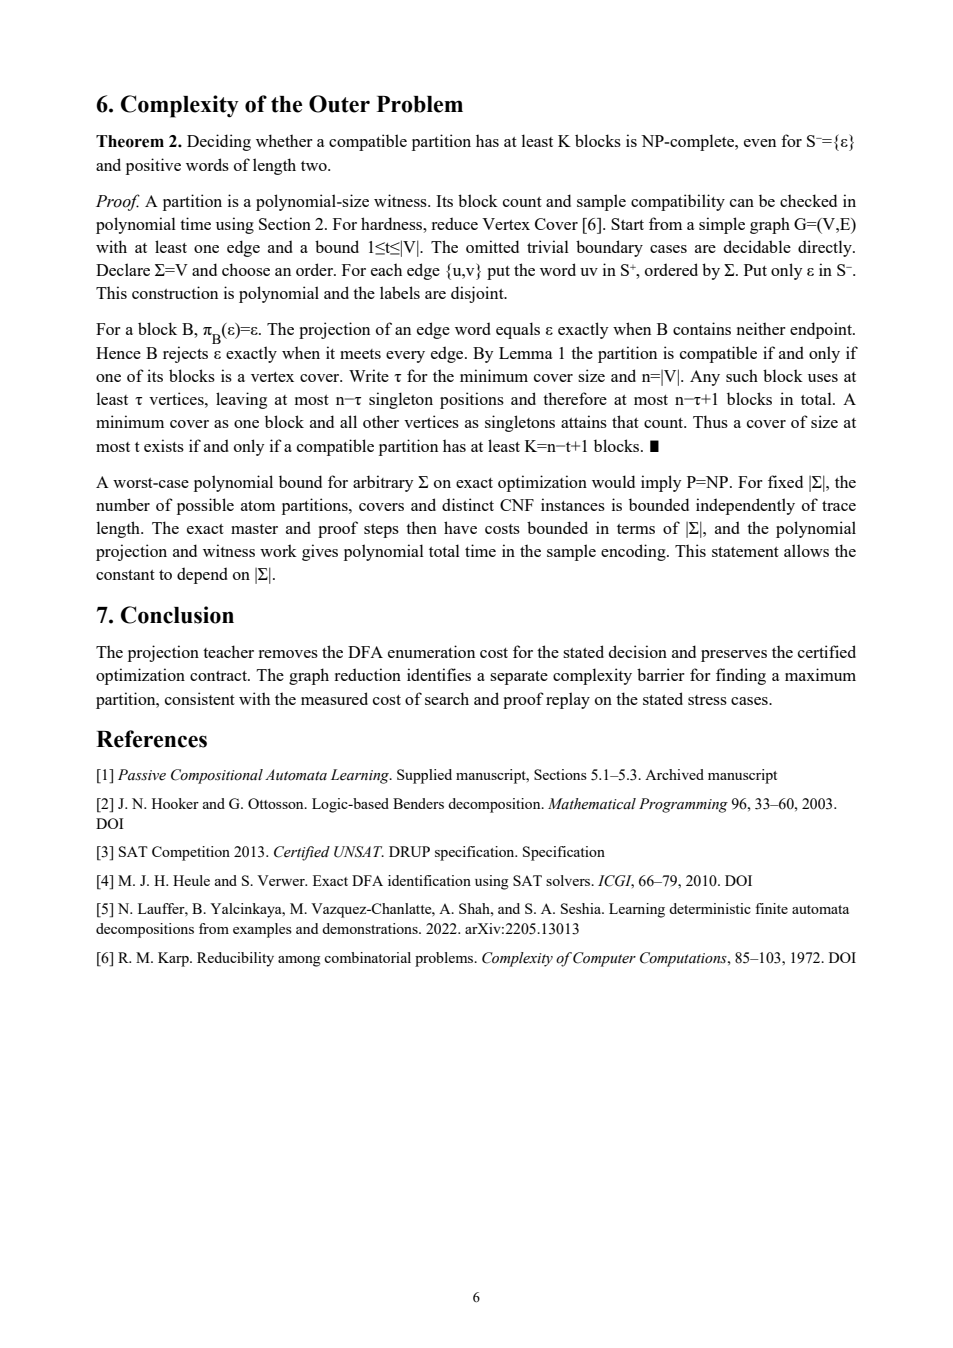 6. Complexity of the Outer Problem
Theorem 2. Deciding whether a compatible partition has at least K blocks is NP-complete, even for S⁻={ε}
and positive words of length two.
Proof. A partition is a polynomial-size witness. Its block count and sample compatibility can be checked in
polynomial time using Section 2. For hardness, reduce Vertex Cover [6]. Start from a simple graph G=(V,E)
with at least one edge and a bound 1≤t≤|V|. The omitted trivial boundary cases are decidable directly.
Declare Σ=V and choose an order. For each edge {u,v} put the word uv in S⁺, ordered by Σ. Put only ε in S⁻.
This construction is polynomial and the labels are disjoint.
For a block B, π_B(ε)=ε. The projection of an edge word equals ε exactly when B contains neither endpoint.
Hence B rejects ε exactly when it meets every edge. By Lemma 1 the partition is compatible if and only if
one of its blocks is a vertex cover. Write τ for the minimum cover size and n=|V|. Any such block uses at
least τ vertices, leaving at most n−τ singleton positions and therefore at most n−τ+1 blocks in total. A
minimum cover as one block and all other vertices as singletons attains that count. Thus a cover of size at
most t exists if and only if a compatible partition has at least K=n−t+1 blocks. ∎
A worst-case polynomial bound for arbitrary Σ on exact optimization would imply P=NP. For fixed |Σ|, the
number of possible atom partitions, covers and distinct CNF instances is bounded independently of trace
length. The exact master and proof steps then have costs bounded in terms of |Σ|, and the polynomial
projection and witness work gives polynomial total time in the sample encoding. This statement allows the
constant to depend on |Σ|.
7. Conclusion
The projection teacher removes the DFA enumeration cost for the stated decision and preserves the certified
optimization contract. The graph reduction identifies a separate complexity barrier for finding a maximum
partition, consistent with the measured cost of search and proof replay on the stated stress cases.
References
[1] Passive Compositional Automata Learning. Supplied manuscript, Sections 5.1–5.3. Archived manuscript
[2] J. N. Hooker and G. Ottosson. Logic-based Benders decomposition. Mathematical Programming 96, 33–60, 2003.
DOI
[3] SAT Competition 2013. Certified UNSAT. DRUP specification. Specification
[4] M. J. H. Heule and S. Verwer. Exact DFA identification using SAT solvers. ICGI, 66–79, 2010. DOI
[5] N. Lauffer, B. Yalcinkaya, M. Vazquez-Chanlatte, A. Shah, and S. A. Seshia. Learning deterministic finite automata
decompositions from examples and demonstrations. 2022. arXiv:2205.13013
[6] R. M. Karp. Reducibility among combinatorial problems. Complexity of Computer Computations, 85–103, 1972. DOI
6